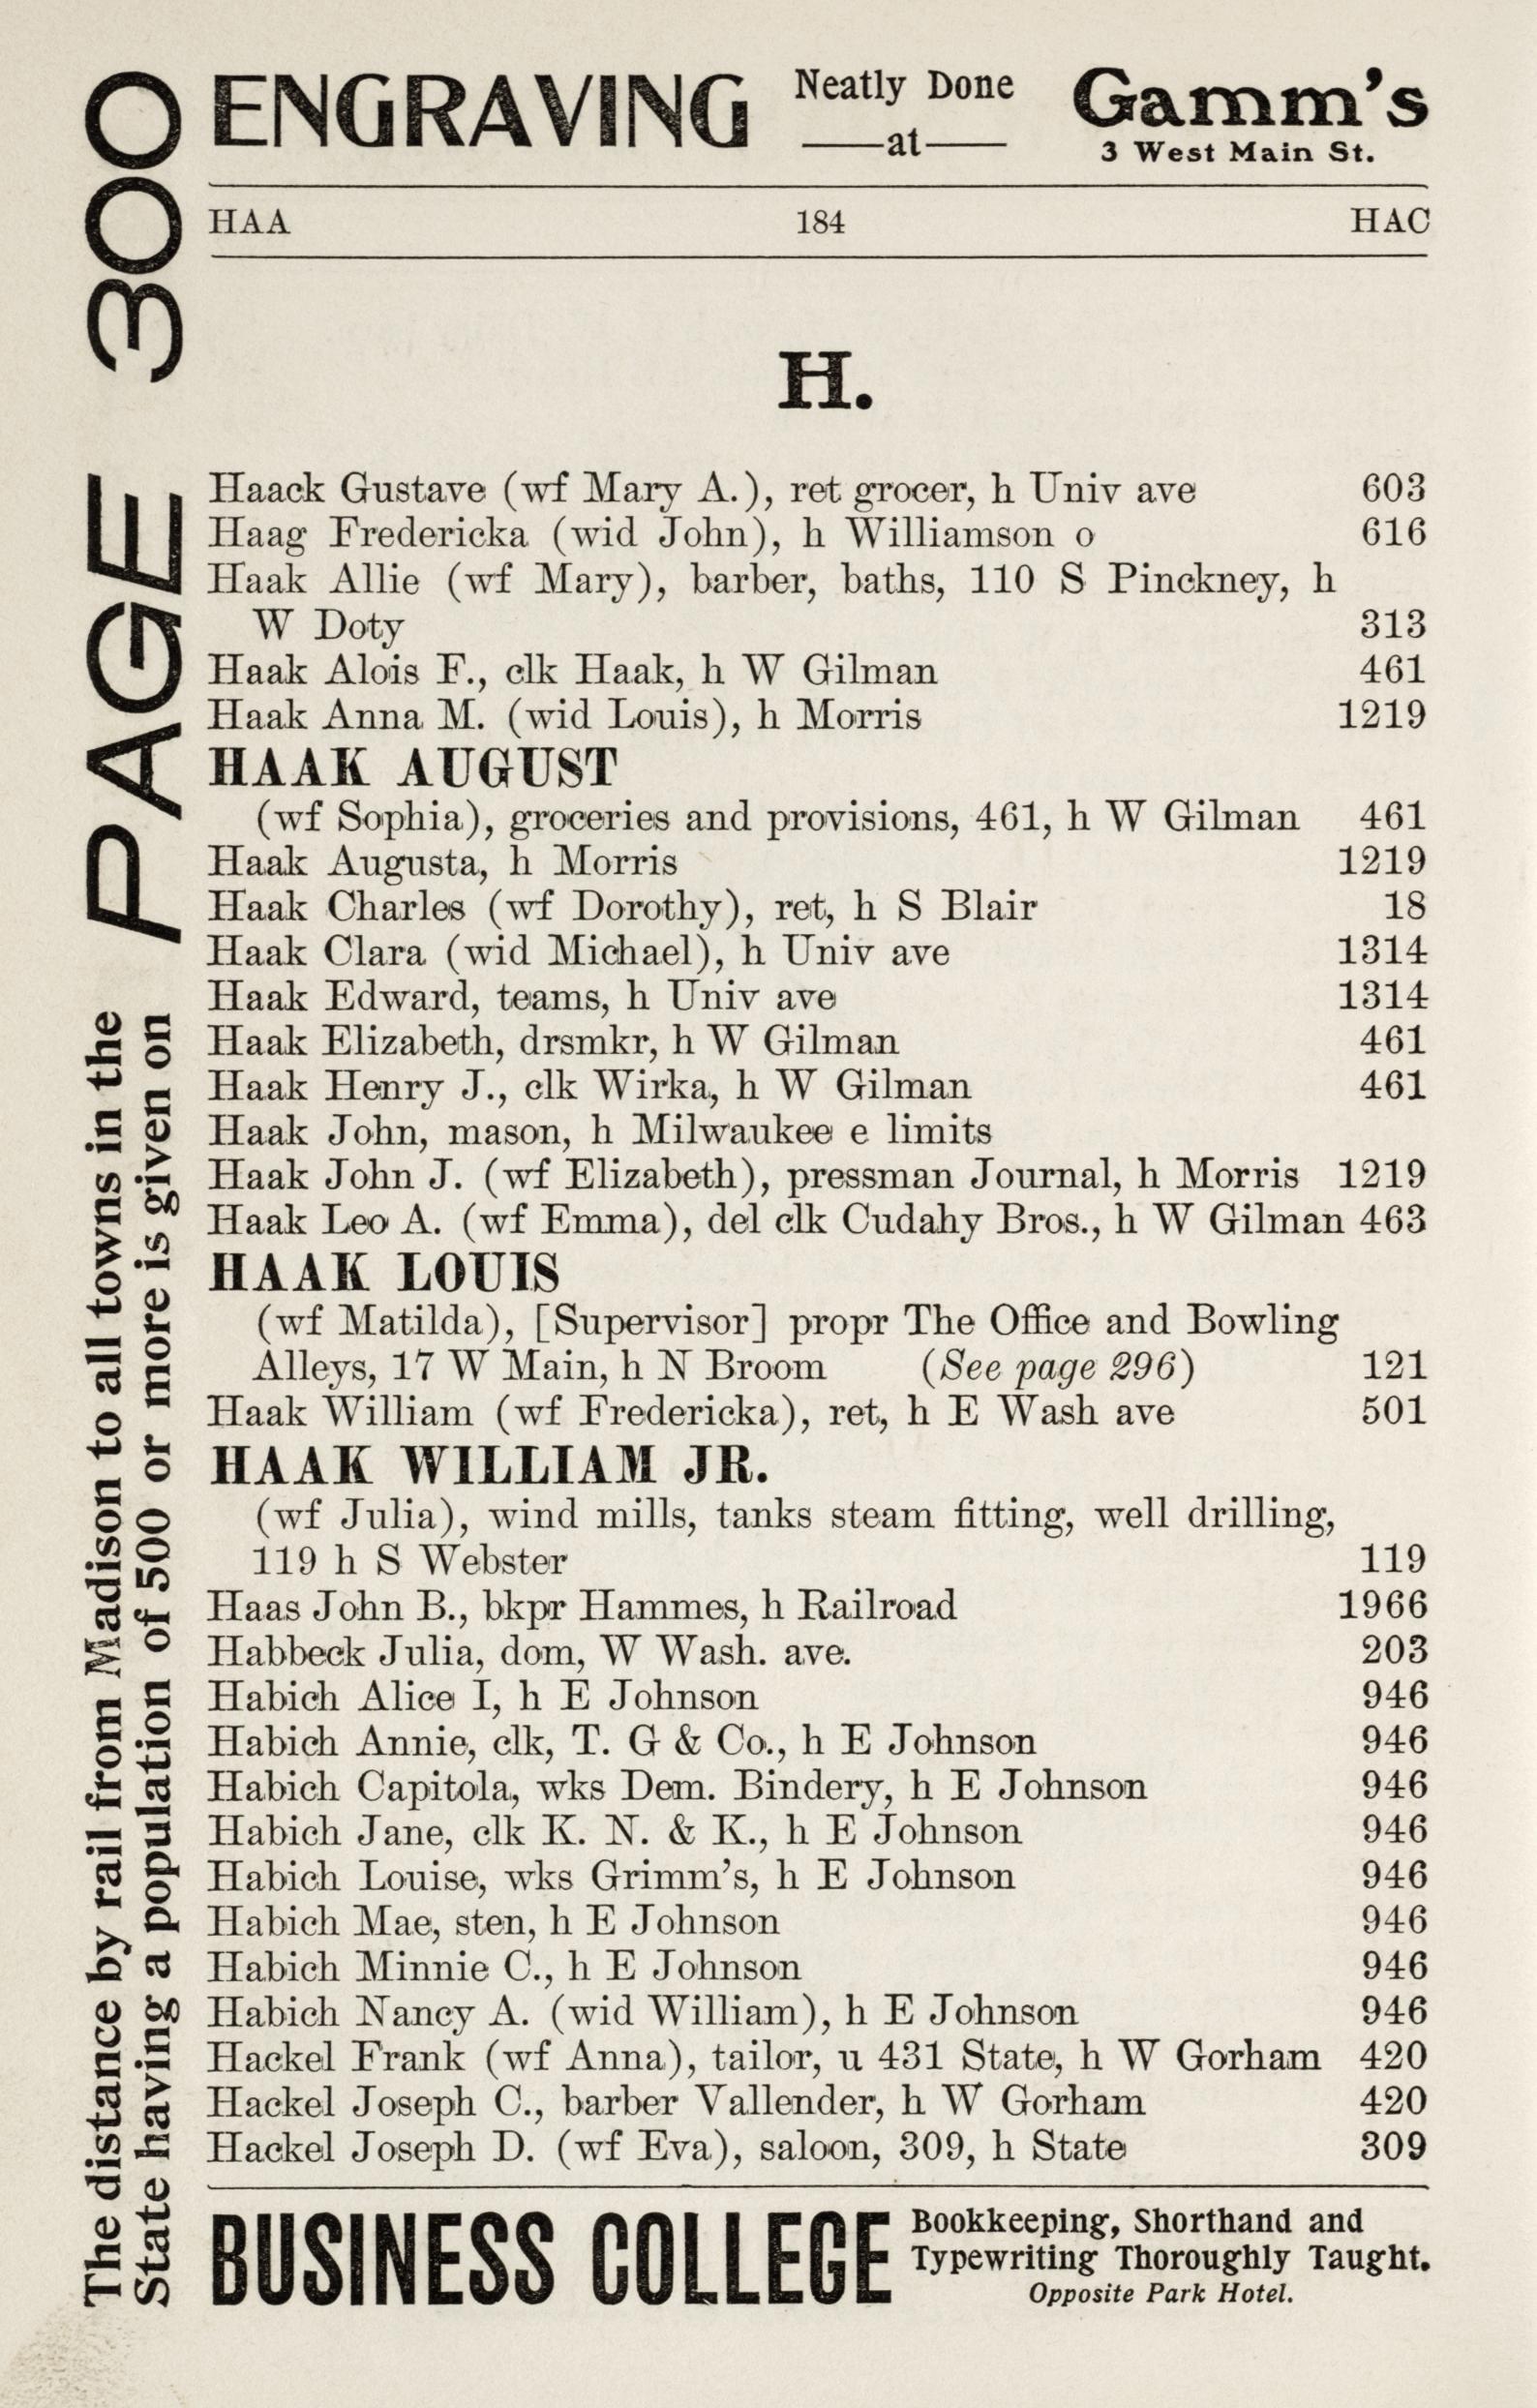 ENGRAVING Neatly Done
—at—
Gamm's
3 West Main St.
HAA 184 HAC
H.
Haack Gustave (wf Mary A.), ret grocer, h Univ ave 603
Haag Fredericka (wid John), h Williamson o 616
Haak Allie (wf Mary), barber, baths, 110 S Pinckney, h
W Doty 313
Haak Alois F., clk Haak, h W Gilman 461
Haak Anna M. (wid Louis), h Morris 1219
HAAK AUGUST
(wf Sophia), groceries and provisions, 461, h W Gilman 461
Haak Augusta, h Morris 1219
Haak Charles (wf Dorothy), ret, h S Blair 18
Haak Clara (wid Michael), h Univ ave 1314
Haak Edward, teams, h Univ ave 1314
Haak Elizabeth, drsmkr, h W Gilman 461
Haak Henry J., clk Wirka, h W Gilman 461
Haak John, mason, h Milwaukee e limits
Haak John J. (wf Elizabeth), pressman Journal, h Morris 1219
Haak Leo A. (wf Emma), del clk Cudahy Bros., h W Gilman 463
HAAK LOUIS
(wf Matilda), [Supervisor] propr The Office and Bowling
Alleys, 17 W Main, h N Broom (See page 296) 121
Haak William (wf Fredericka), ret, h E Wash ave 501
HAAK WILLIAM JR.
(wf Julia), wind mills, tanks steam fitting, well drilling,
119 h S Webster 119
Haas John B., bkpr Hammes, h Railroad 1966
Habbeck Julia, dom, W Wash. ave. 203
Habich Alice I, h E Johnson 946
Habich Annie, clk, T. G & Co., h E Johnson 946
Habich Capitola, wks Dem. Bindery, h E Johnson 946
Habich Jane, clk K. N. & K., h E Johnson 946
Habich Louise, wks Grimm's, h E Johnson 946
Habich Mae, sten, h E Johnson 946
Habich Minnie C., h E Johnson 946
Habich Nancy A. (wid William), h E Johnson 946
Hackel Frank (wf Anna), tailor, u 431 State, h W Gorham 420
Hackel Joseph C., barber Vallender, h W Gorham 420
Hackel Joseph D. (wf Eva), saloon, 309, h State 309
BUSINESS COLLEGE Bookkeeping, Shorthand and
Typewriting Thoroughly Taught.
Opposite Park Hotel.
The distance by rail from Madison to all towns in the
State having a population of 500 or more is given on
PAGE 300